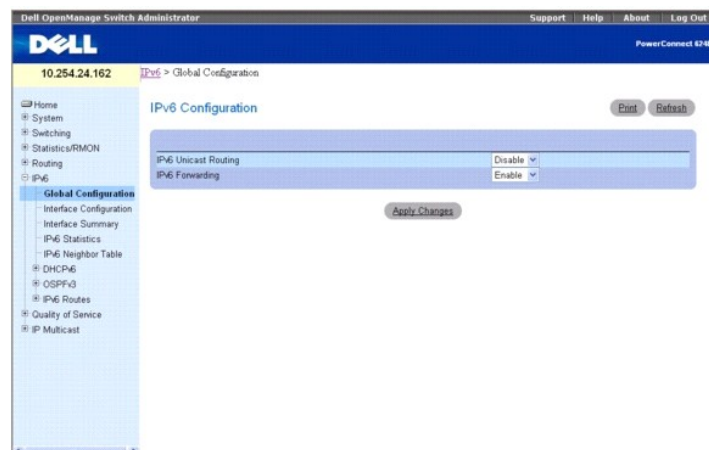 Dell OpenManage Switch Administrator Support Help About Log Out
DELL
PowerConnect 624
10.254.24.162
IPv6 > Global Configuration
Home
System
Switching
Statistics/RMON
Routing
IPv6
Global Configuration
Interface Configuration
Interface Summary
IPv6 Statistics
IPv6 Neighbor Table
DHCPv6
OSPFv3
IPv6 Routes
Quality of Service
IP Multicast
IPv6 Configuration
Print Refresh
IPv6 Unicast Routing Disable
IPv6 Forwarding Enable
Apply Changes